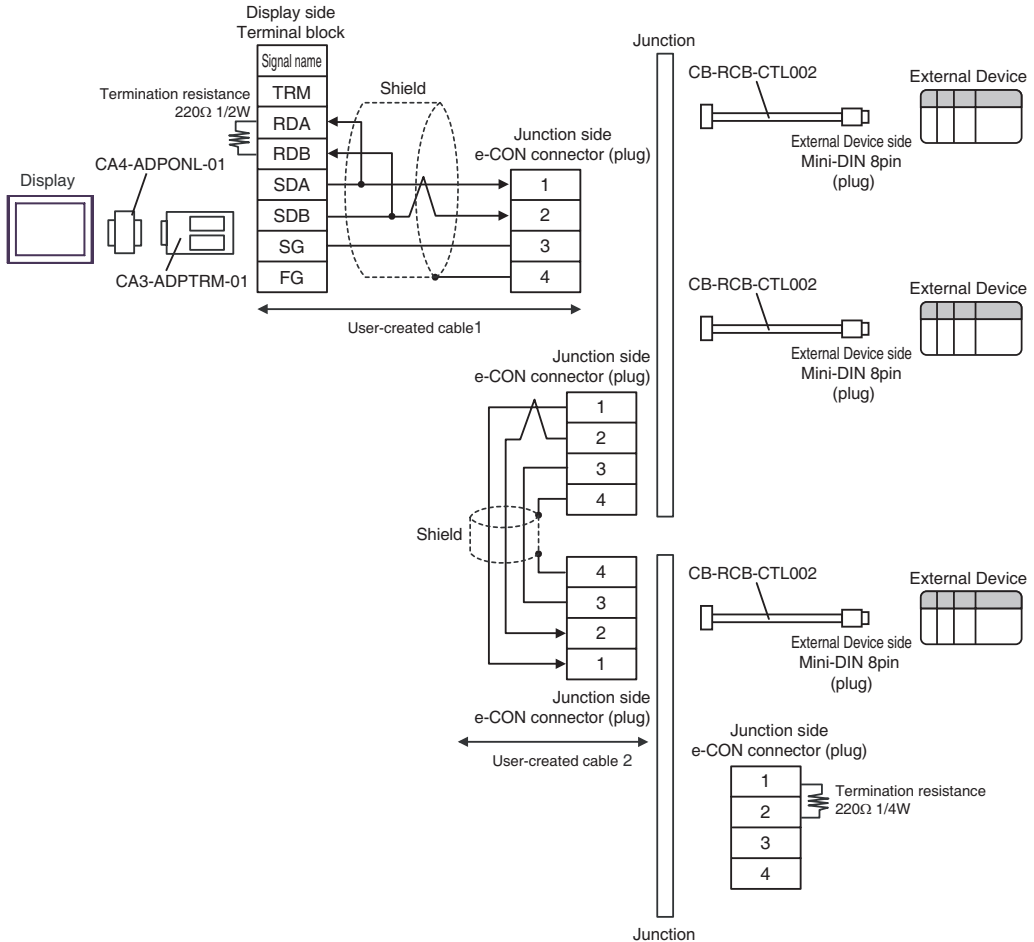 Display side
Terminal block
Signal name
TRM
RDA
RDB
SDA
SDB
SG
FG
Termination resistance
220Ω 1/2W
Shield
CA4-ADPONL-01
Display
CA3-ADPTRM-01
Junction side
e-CON connector (plug)
1
2
3
4
User-created cable1
Junction
CB-RCB-CTL002
External Device
External Device side
Mini-DIN 8pin
(plug)
CB-RCB-CTL002
External Device
External Device side
Mini-DIN 8pin
(plug)
Junction side
e-CON connector (plug)
1
2
3
4
Shield
4
3
2
1
Junction side
e-CON connector (plug)
User-created cable 2
CB-RCB-CTL002
External Device
External Device side
Mini-DIN 8pin
(plug)
Junction side
e-CON connector (plug)
1
2
3
4
Termination resistance
220Ω 1/4W
Junction